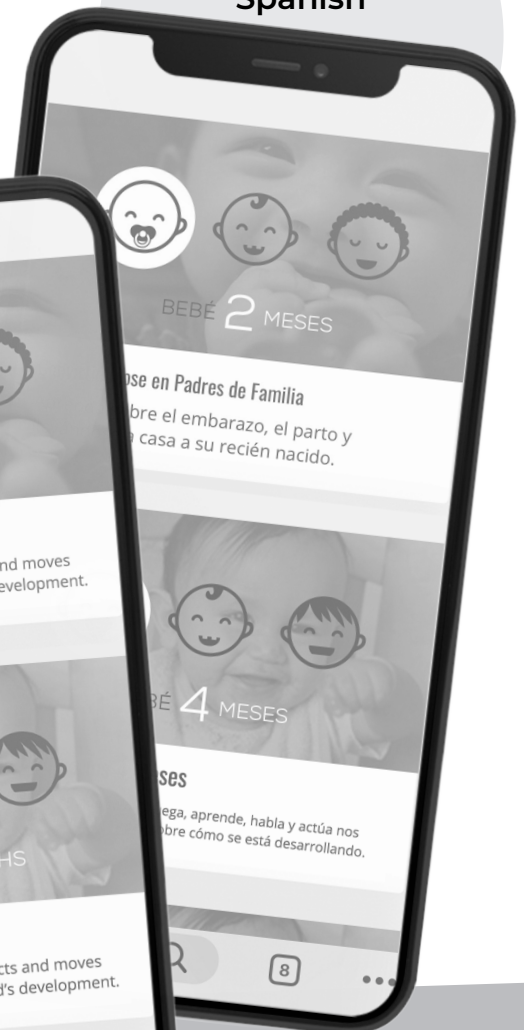 Spanish
BEBÉ 2 MESES
ose en Padres de Familia
bre el embarazo, el parto y
casa a su recién nacido.
BÉ 4 MESES
ses
ega, aprende, habla y actúa nos
bre cómo se está desarrollando.
8
nd moves
evelopment.
HS
cts and moves
d's development.